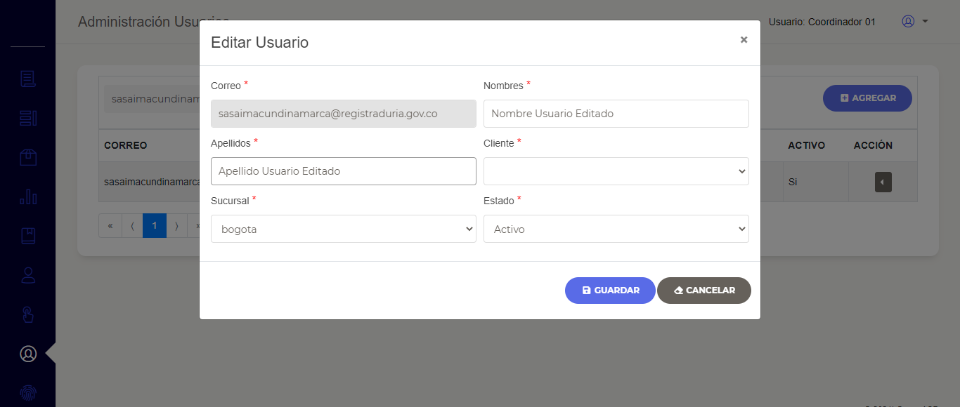 Administración Usuarios
Usuario: Coordinador 01
Editar Usuario
×
Correo *
Nombres *
sasaimacundinamarca@registraduria.gov.co
Nombre Usuario Editado
Apellidos *
Cliente *
Apellido Usuario Editado
Sucursal *
Estado *
bogota
Activo
GUARDAR
CANCELAR
sasaimacundinam
AGREGAR
CORREO
ACTIVO
ACCIÓN
sasaimacundinamarca
Si
« ⟨ 1 ⟩